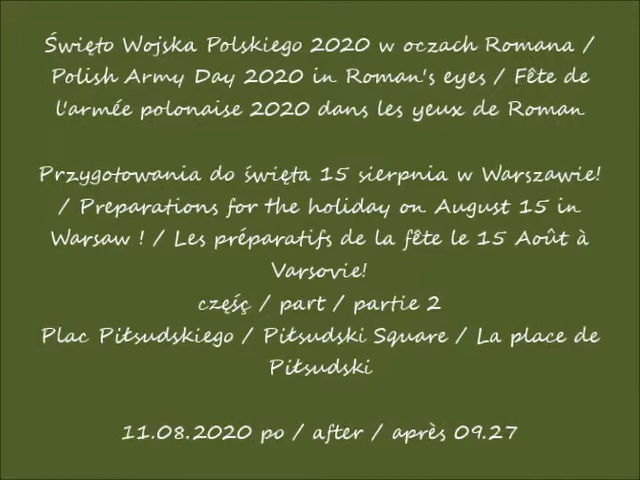 Święto Wojska Polskiego 2020 w oczach Romana /
Polish Army Day 2020 in Roman's eyes / Fête de
l'armée polonaise 2020 dans les yeux de Roman
Przygotowania do święta 15 sierpnia w Warszawie!
/ Preparations for the holiday on August 15 in
Warsaw ! / Les préparatifs de la fête le 15 Août à
Varsovie!
częśç / part / partie 2
Plac Piłsudskiego / Piłsudski Square / La place de
Piłsudski
11.08.2020 po / after / après 09.27